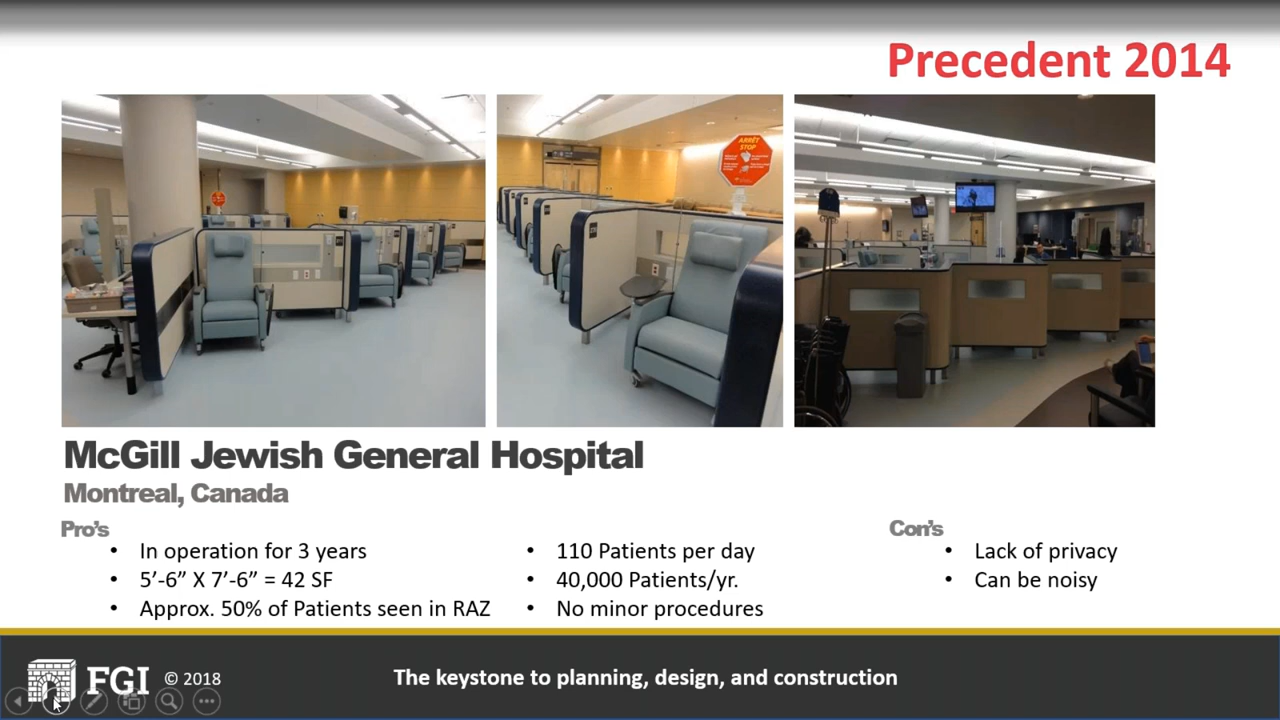 Precedent 2014
ARRÊT
STOP
McGill Jewish General Hospital
Montreal, Canada
Pro's
• In operation for 3 years
• 5’-6” X 7’-6” = 42 SF
• Approx. 50% of Patients seen in RAZ
• 110 Patients per day
• 40,000 Patients/yr.
• No minor procedures
Con's
• Lack of privacy
• Can be noisy
FGI © 2018
The keystone to planning, design, and construction